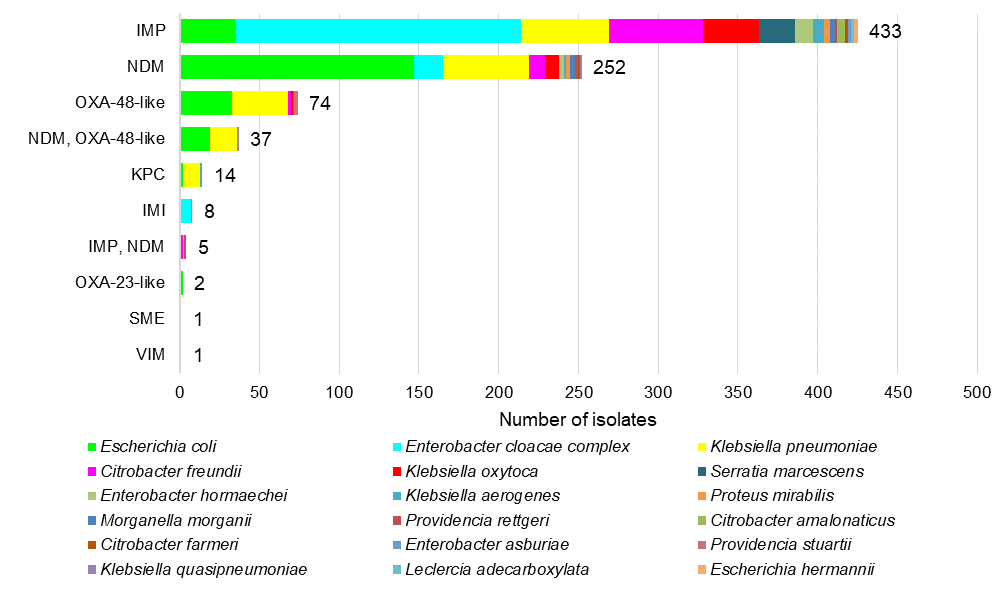 IMP 433
NDM 252
OXA-48-like 74
NDM, OXA-48-like 37
KPC 14
IMI 8
IMP, NDM 5
OXA-23-like 2
SME 1
VIM 1
0 50 100 150 200 250 300 350 400 450 500
Number of isolates
Escherichia coli Enterobacter cloacae complex Klebsiella pneumoniae
Citrobacter freundii Klebsiella oxytoca Serratia marcescens
Enterobacter hormaechei Klebsiella aerogenes Proteus mirabilis
Morganella morganii Providencia rettgeri Citrobacter amalonaticus
Citrobacter farmeri Enterobacter asburiae Providencia stuartii
Klebsiella quasipneumoniae Leclercia adecarboxylata Escherichia hermannii